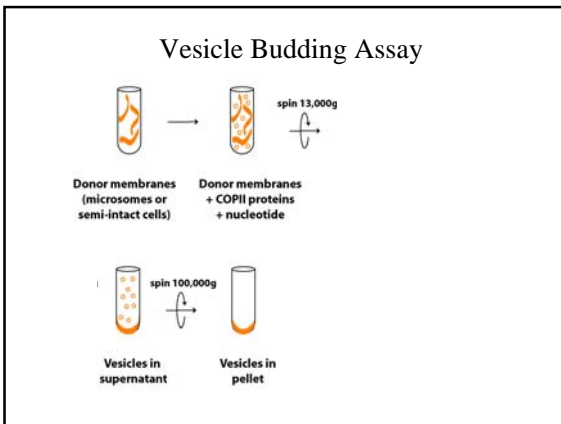 Vesicle Budding Assay
spin 13,000g
Donor membranes
(microsomes or
semi-intact cells)
Donor membranes
+ COPII proteins
+ nucleotide
spin 100,000g
Vesicles in
supernatant
Vesicles in
pellet